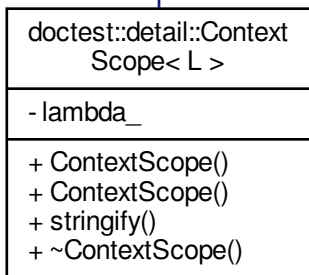 doctest::detail::Context
Scope< L >
- lambda_
+ ContextScope()
+ ContextScope()
+ stringify()
+ ~ContextScope()